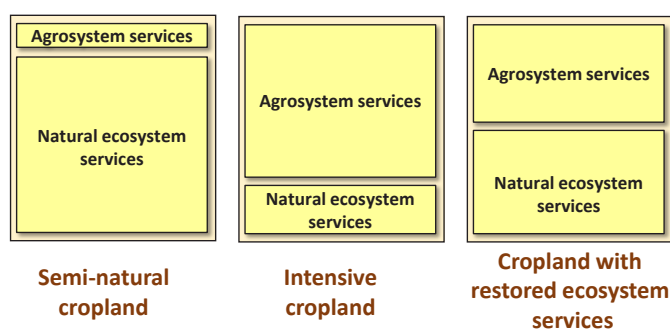 Agrosystem services
Natural ecosystem
services
Semi-natural
cropland
Agrosystem services
Natural ecosystem
services
Intensive
cropland
Agrosystem services
Natural ecosystem
services
Cropland with
restored ecosystem
services